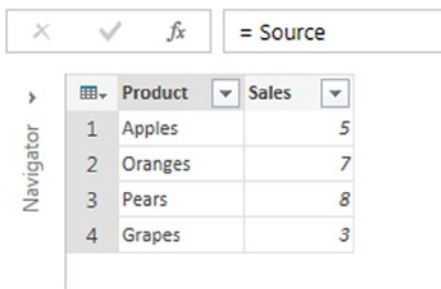 fx = Source
Navigator
Product Sales
1 Apples 5
2 Oranges 7
3 Pears 8
4 Grapes 3